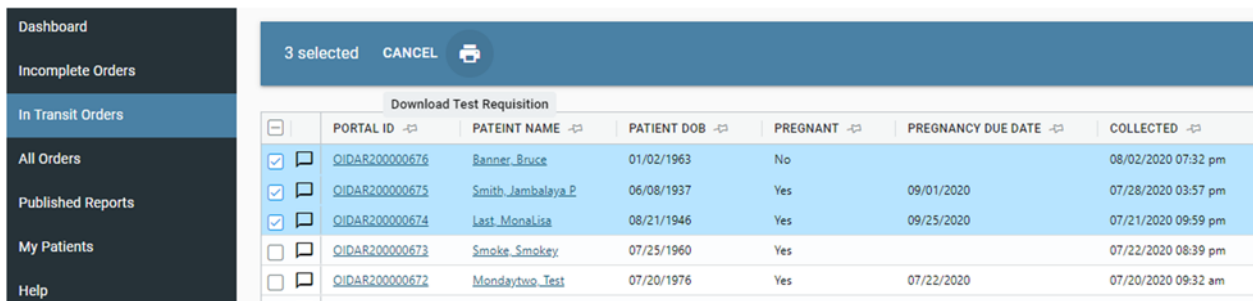 Dashboard
Incomplete Orders
In Transit Orders
All Orders
Published Reports
My Patients
Help
3 selected CANCEL
Download Test Requisition
PORTAL ID PATEINT NAME PATIENT DOB PREGNANT PREGNANCY DUE DATE COLLECTED
OIDAR200000676 Banner, Bruce 01/02/1963 No 08/02/2020 07:32 pm
OIDAR200000675 Smith, Jambalaya P 06/08/1937 Yes 09/01/2020 07/28/2020 03:57 pm
OIDAR200000674 Last, MonaLisa 08/21/1946 Yes 09/25/2020 07/21/2020 09:59 pm
OIDAR200000673 Smoke, Smokey 07/25/1960 Yes 07/22/2020 08:39 pm
OIDAR200000672 Mondaytwo, Test 07/20/1976 Yes 07/22/2020 07/20/2020 09:32 am